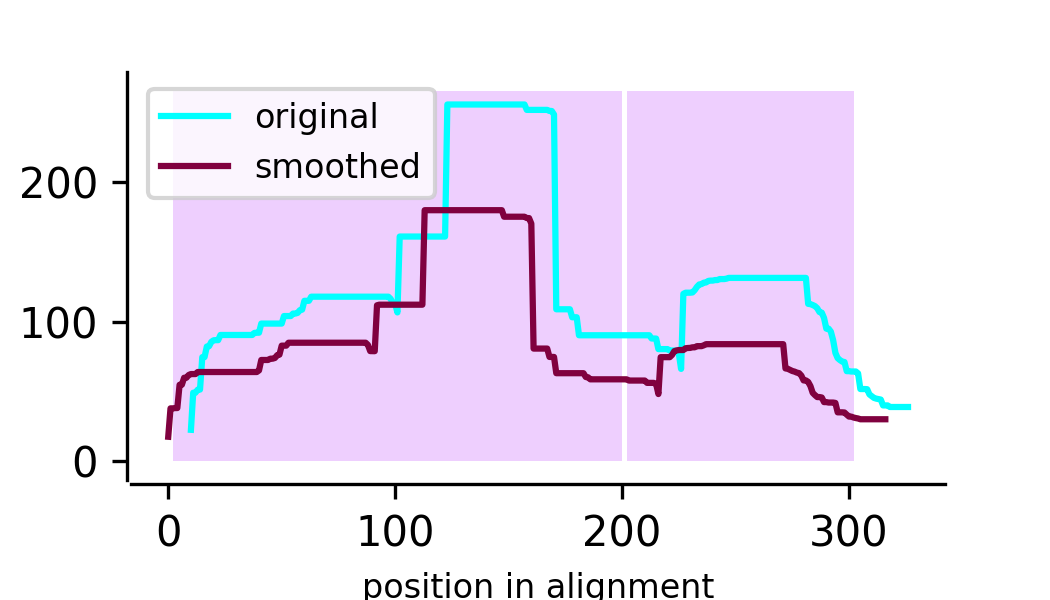 original
smoothed
200
100
0
0 100 200 300
position in alignment